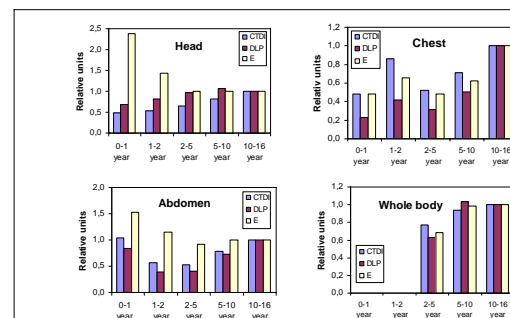 Head
Relative units
2,5
2,0
1,5
1,0
0,5
0,0
CTDI
DLP
E
0-1 1-2 2-5 5-10 10-16
year year year year year
Chest
Relativ units
1,2
1
0,8
0,6
0,4
0,2
0
CTDI
DLP
E
0-1 1-2 2-5 5-10 10-16
year year year year year
Abdomen
Relative units
2,0
1,5
1,0
0,5
0,0
CTDI
DLP
E
0-1 1-2 2-5 5-10 10-16
year year year year year
Whole body
Relative units
1,2
1,0
0,8
0,6
0,4
0,2
0,0
CTDI
DLP
E
0-1 1-2 2-5 5-10 10-16
year year year year year